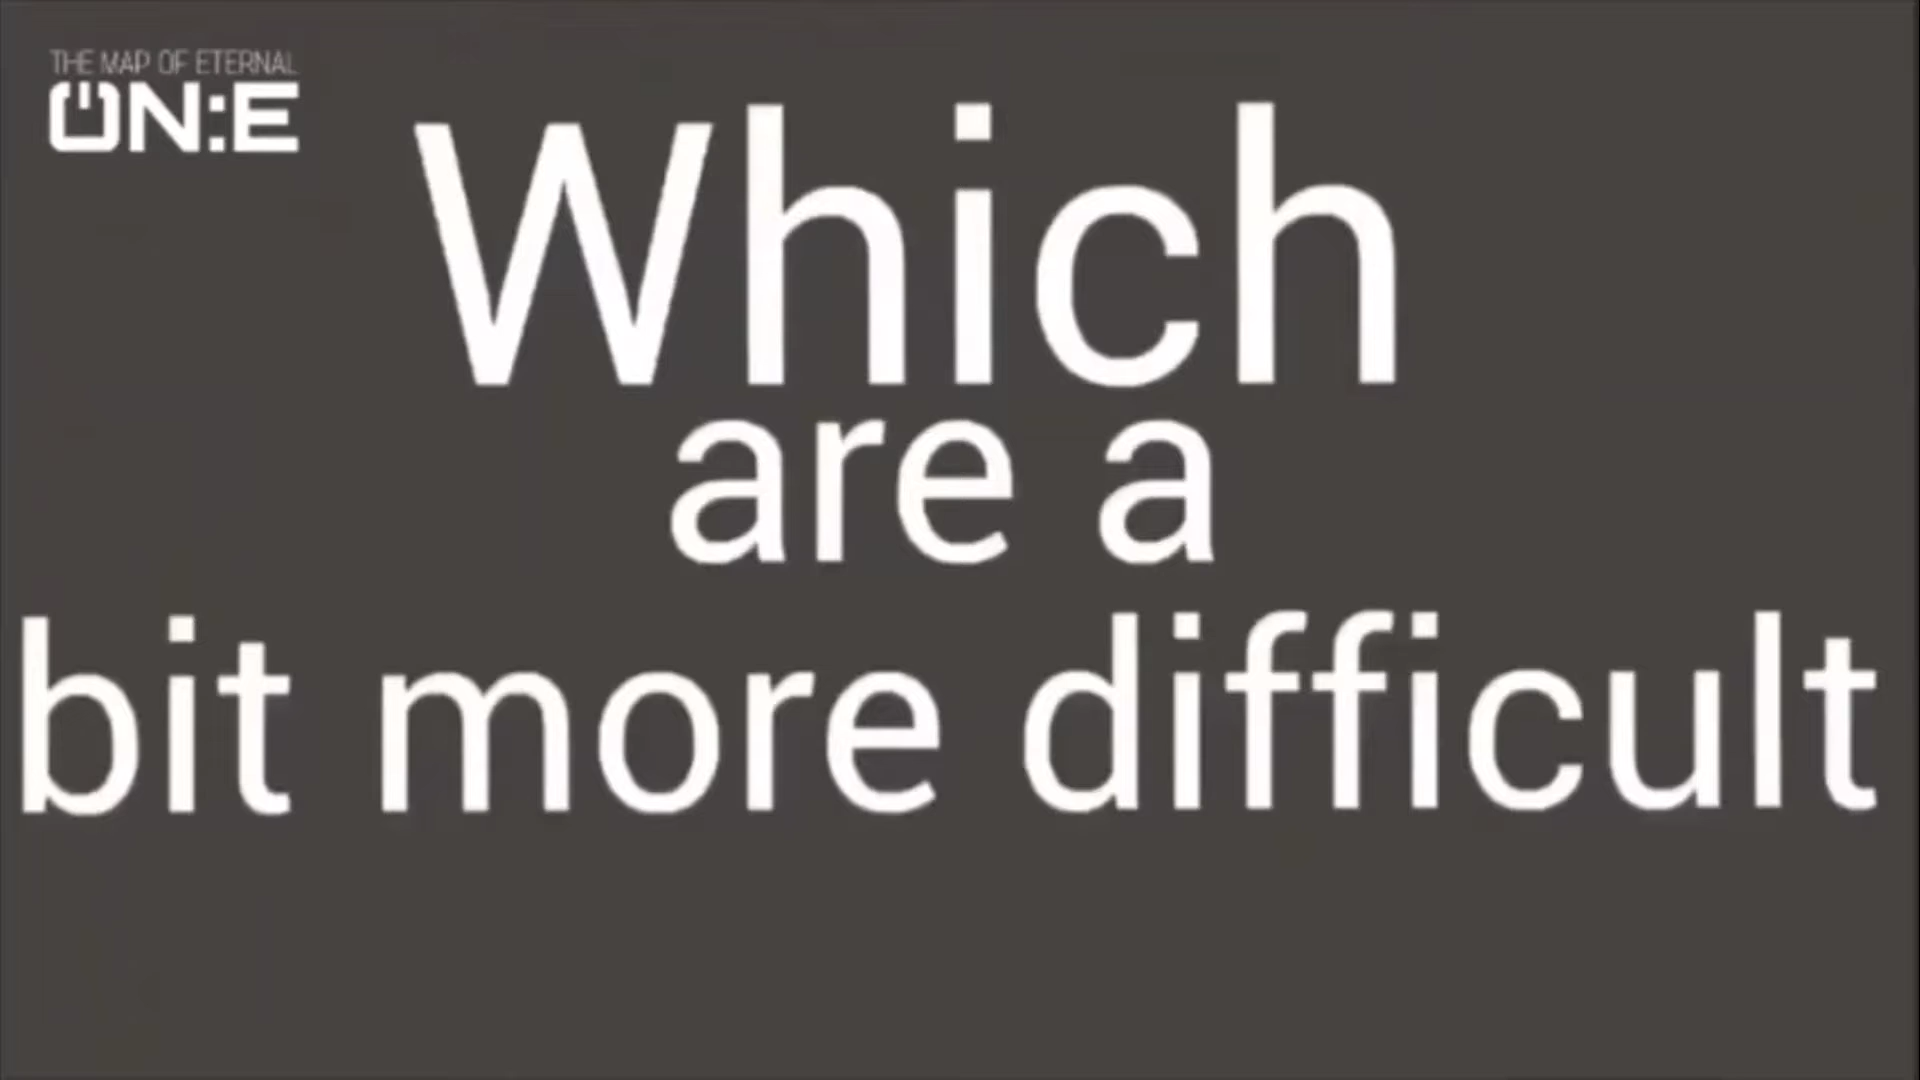 THE MAP OF ETERNAL
ON:E
Which
are a
bit more difficult